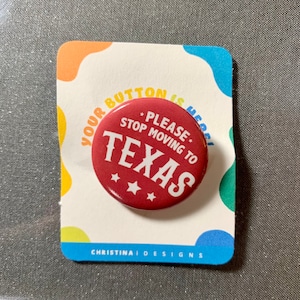 YOUR BUTTON IS HERE!
•PLEASE•
STOP MOVING TO
TEXAS
CHRISTINA I DESIGNS